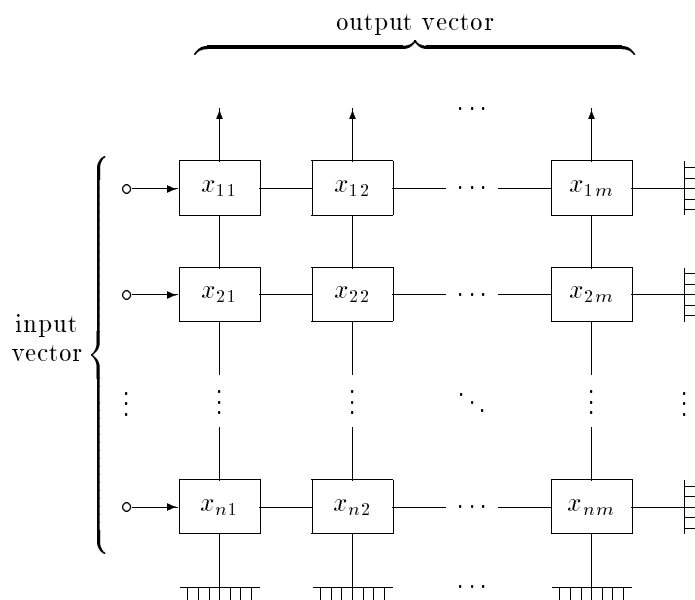 output vector
⋯
x₁₁ x₁₂ ⋯ x₁ₘ
x₂₁ x₂₂ ⋯ x₂ₘ
input
vector
⋮ ⋮ ⋮ ⋱ ⋮ ⋮
xₙ₁ xₙ₂ ⋯ xₙₘ
⋯